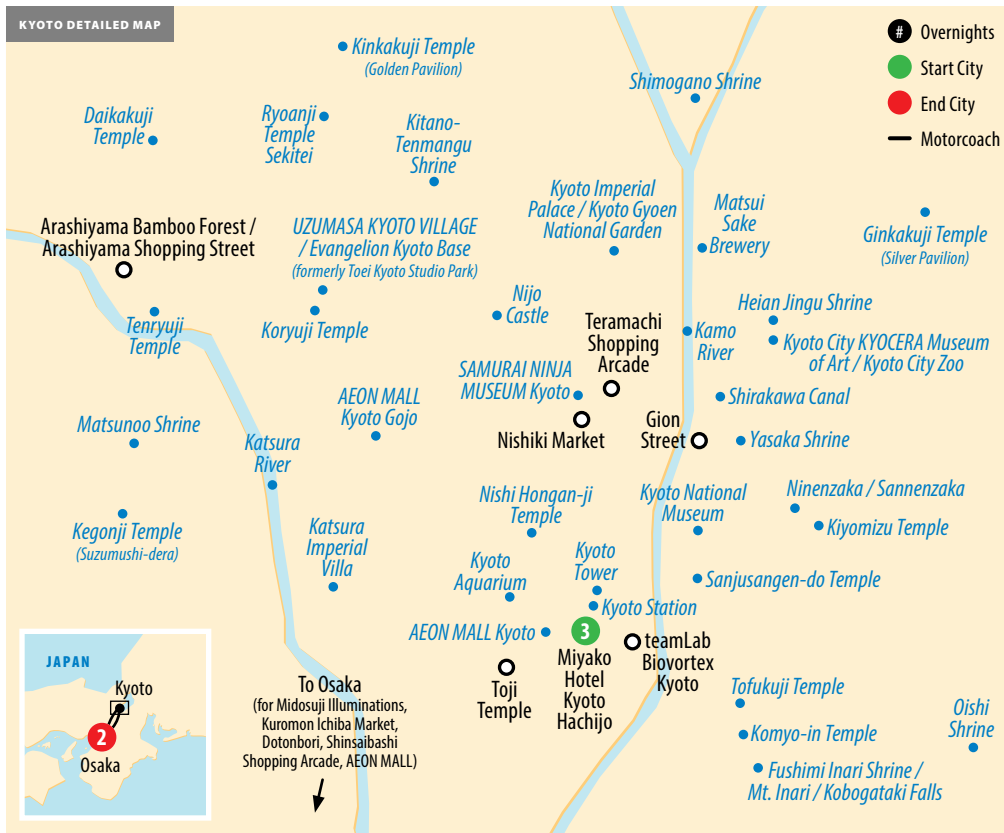 KYOTO DETAILED MAP
# Overnights
Start City
End City
Motorcoach
Kinkakuji Temple
(Golden Pavilion)
Shimogano Shrine
Daikakuji
Temple
Ryoanji
Temple
Sekitei
Kitano-
Tenmangu
Shrine
Kyoto Imperial
Palace / Kyoto Gyoen
National Garden
Matsui
Sake
Brewery
Ginkakuji Temple
(Silver Pavilion)
Arashiyama Bamboo Forest /
Arashiyama Shopping Street
UZUMASA KYOTO VILLAGE
/ Evangelion Kyoto Base
(formerly Toei Kyoto Studio Park)
Tenryuji
Temple
Koryuji Temple
Nijo
Castle
Teramachi
Shopping
Arcade
Kamo
River
Heian Jingu Shrine
Kyoto City KYOCERA Museum
of Art / Kyoto City Zoo
SAMURAI NINJA
MUSEUM Kyoto
Shirakawa Canal
AEON MALL
Kyoto Gojo
Nishiki Market
Gion
Street
Yasaka Shrine
Matsunoo Shrine
Katsura
River
Nishi Hongan-ji
Temple
Kyoto National
Museum
Ninenzaka / Sannenzaka
Kiyomizu Temple
Kegonji Temple
(Suzumushi-dera)
Katsura
Imperial
Villa
Kyoto
Aquarium
Kyoto
Tower
Kyoto Station
Sanjusangen-do Temple
AEON MALL Kyoto
3
Miyako
Hotel
Kyoto
Hachijo
teamLab
Biovortex
Kyoto
Toji
Temple
Tofukuji Temple
Komyo-in Temple
Oishi
Shrine
Fushimi Inari Shrine /
Mt. Inari / Kobogataki Falls
To Osaka
(for Midosuji Illuminations,
Kuromon Ichiba Market,
Dotonbori, Shinsaibashi
Shopping Arcade, AEON MALL)
JAPAN
Kyoto
2
Osaka